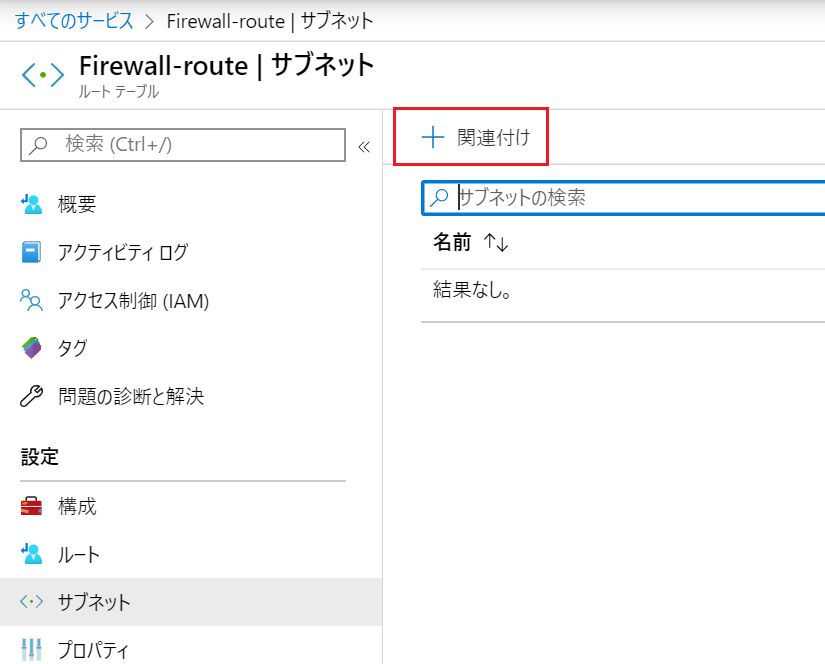 すべてのサービス > Firewall-route | サブネット
Firewall-route | サブネット
ルート テーブル
検索 (Ctrl+/)
«
概要
アクティビティ ログ
アクセス制御 (IAM)
タグ
問題の診断と解決
設定
構成
ルート
サブネット
プロパティ
+ 関連付け
サブネットの検索
名前 ↑↓
結果なし。